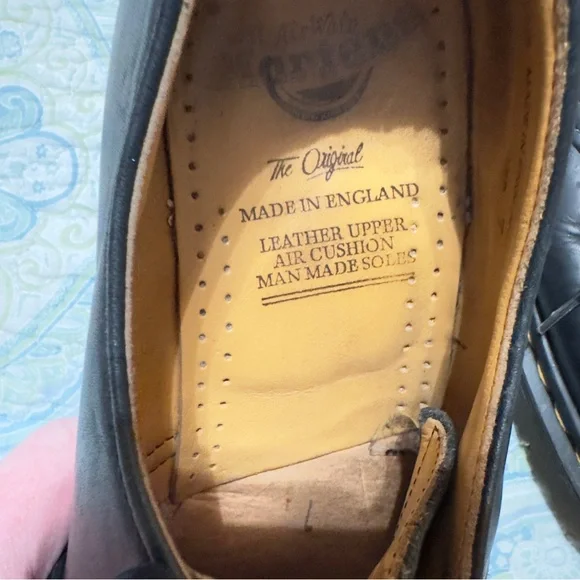 The Original
MADE IN ENGLAND
LEATHER UPPER
AIR CUSHION
MAN MADE SOLES